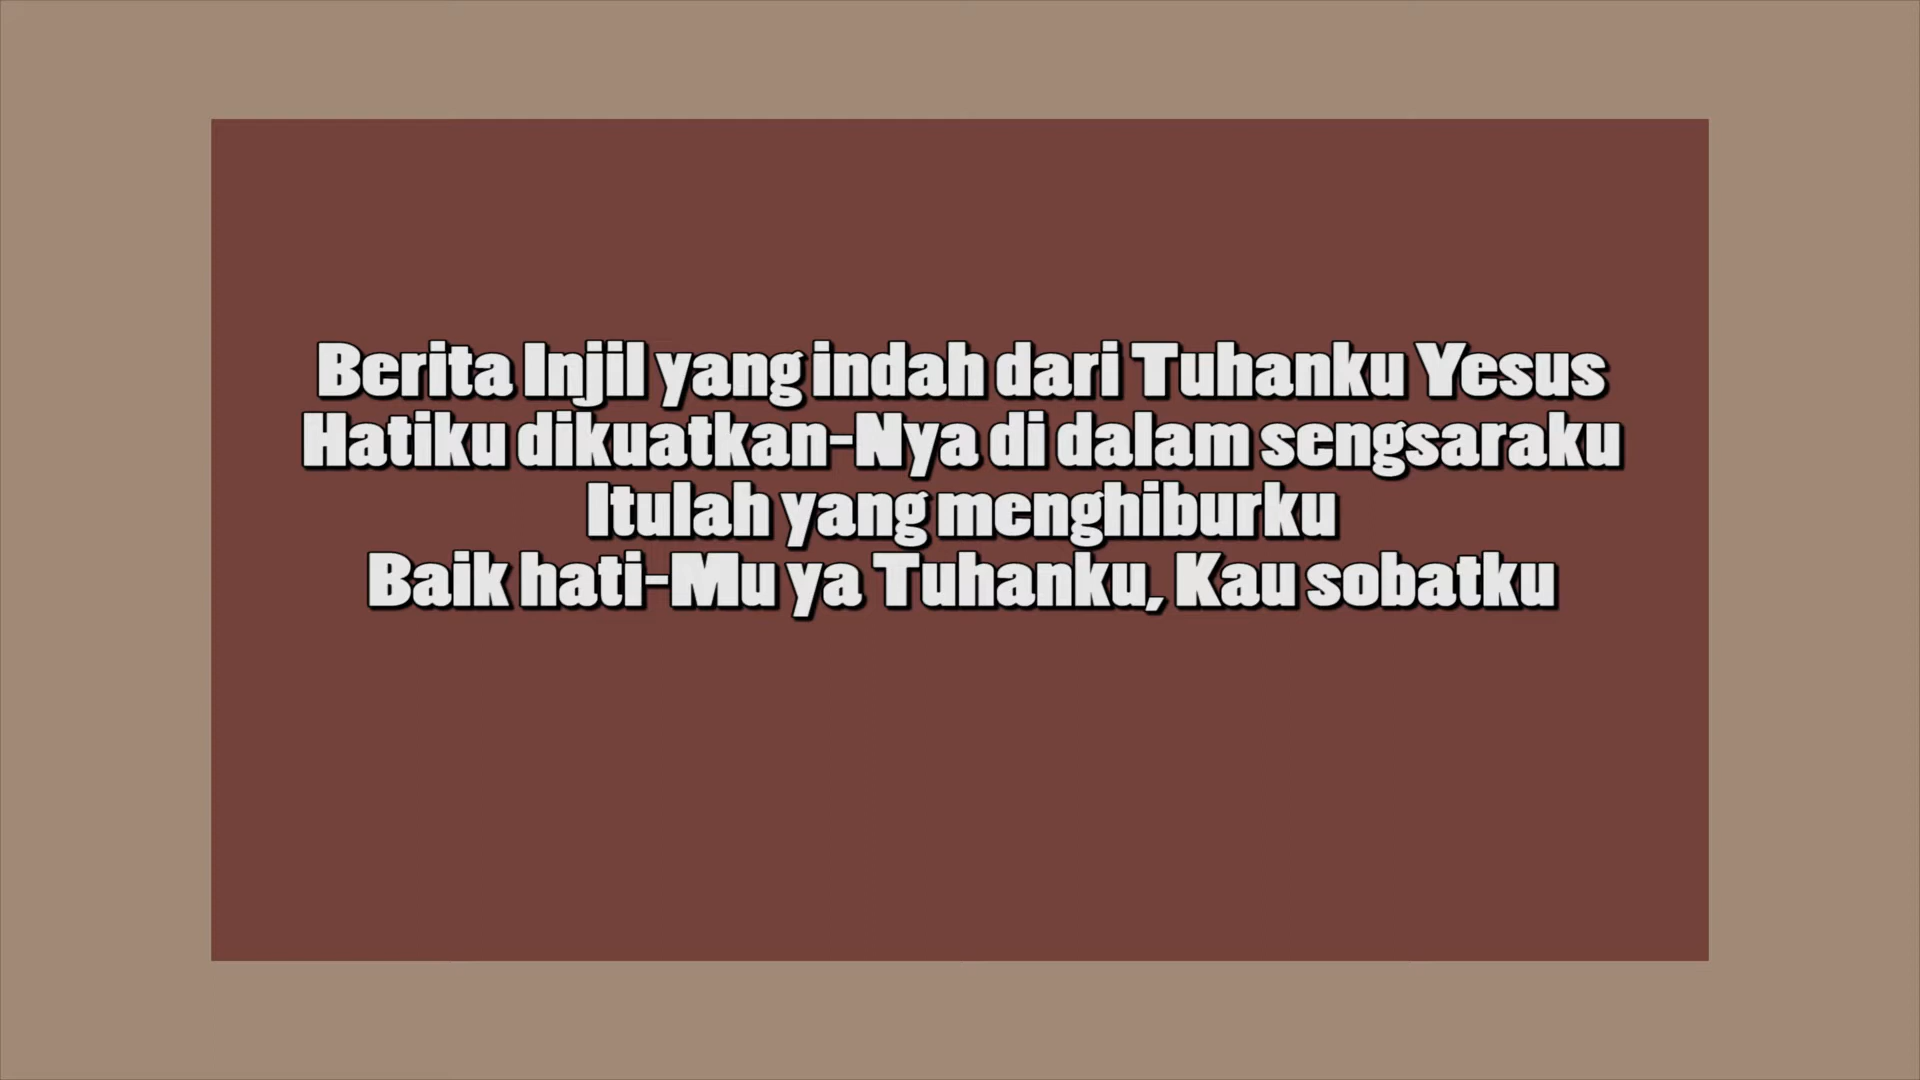 Berita Injil yang indah dari Tuhanku Yesus
Hatiku dikuatkan-Nya di dalam sengsaraku
Itulah yang menghiburku
Baik hati-Mu ya Tuhanku, Kau sobatku